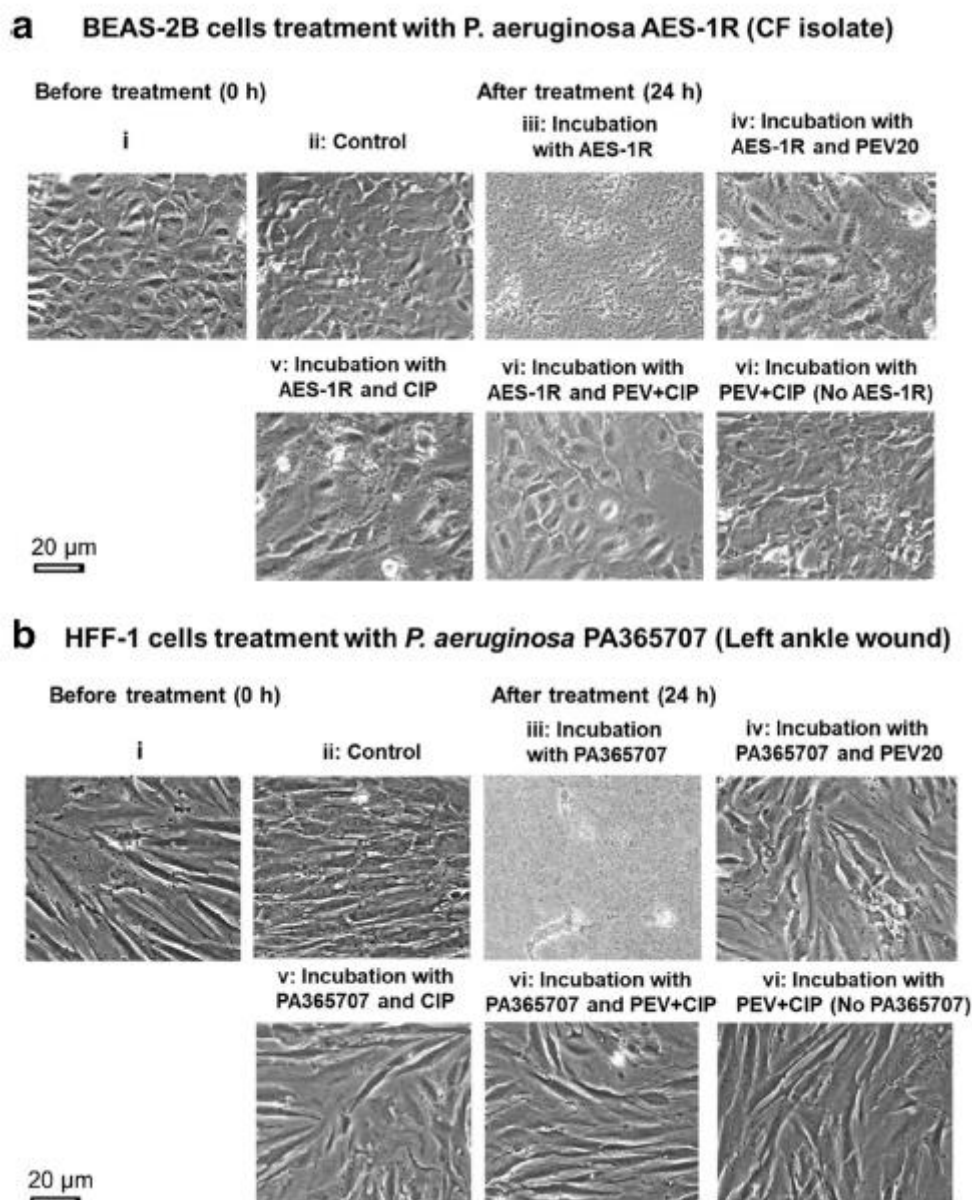 a BEAS-2B cells treatment with P. aeruginosa AES-1R (CF isolate)
Before treatment (0 h) After treatment (24 h)
i
ii: Control
iii: Incubation
with AES-1R
iv: Incubation with
AES-1R and PEV20
v: Incubation with
AES-1R and CIP
vi: Incubation with
AES-1R and PEV+CIP
vi: Incubation with
PEV+CIP (No AES-1R)
20 µm
b HFF-1 cells treatment with P. aeruginosa PA365707 (Left ankle wound)
Before treatment (0 h) After treatment (24 h)
i
ii: Control
iii: Incubation
with PA365707
iv: Incubation with
PA365707 and PEV20
v: Incubation with
PA365707 and CIP
vi: Incubation with
PA365707 and PEV+CIP
vi: Incubation with
PEV+CIP (No PA365707)
20 µm